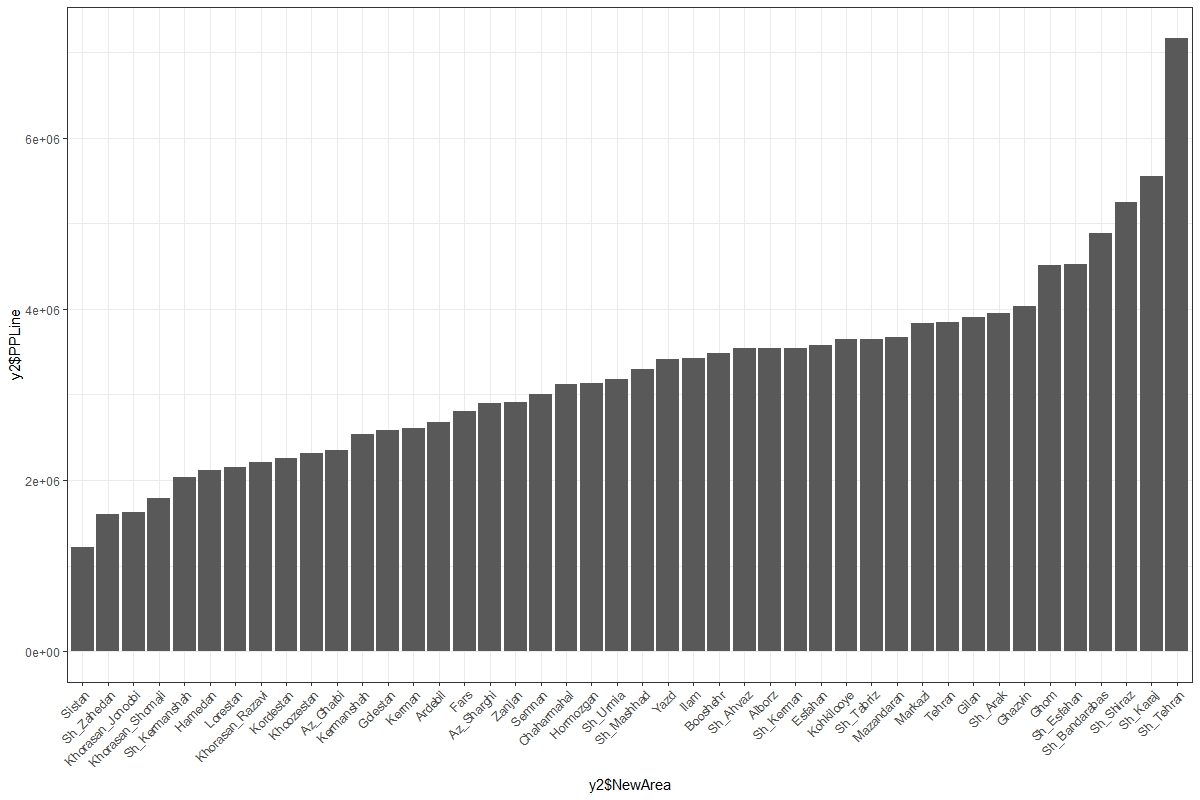 y2$PPLine
6e+06
4e+06
2e+06
0e+00
Sistan
Sh_Zahedan
Khorasan_Jonoobi
Khorasan_Shomali
Sh_Kermanshah
Hamedan
Lorestan
Khorasan_Razavi
Kordestan
Khoozestan
Az_Gharbi
Kermanshah
Golestan
Kerman
Ardebil
Fars
Az_Sharghi
Zanjan
Semnan
Chaharmahal
Hormozgan
Sh_Urmia
Sh_Mashhad
Yazd
Ilam
Booshehr
Sh_Ahvaz
Alborz
Sh_Kerman
Esfahan
Kohkilooye
Sh_Tabriz
Mazandaran
Markazi
Tehran
Gilan
Sh_Arak
Ghazvin
Ghom
Sh_Esfahan
Sh_Bandarabas
Sh_Shiraz
Sh_Karaj
Sh_Tehran
y2$NewArea